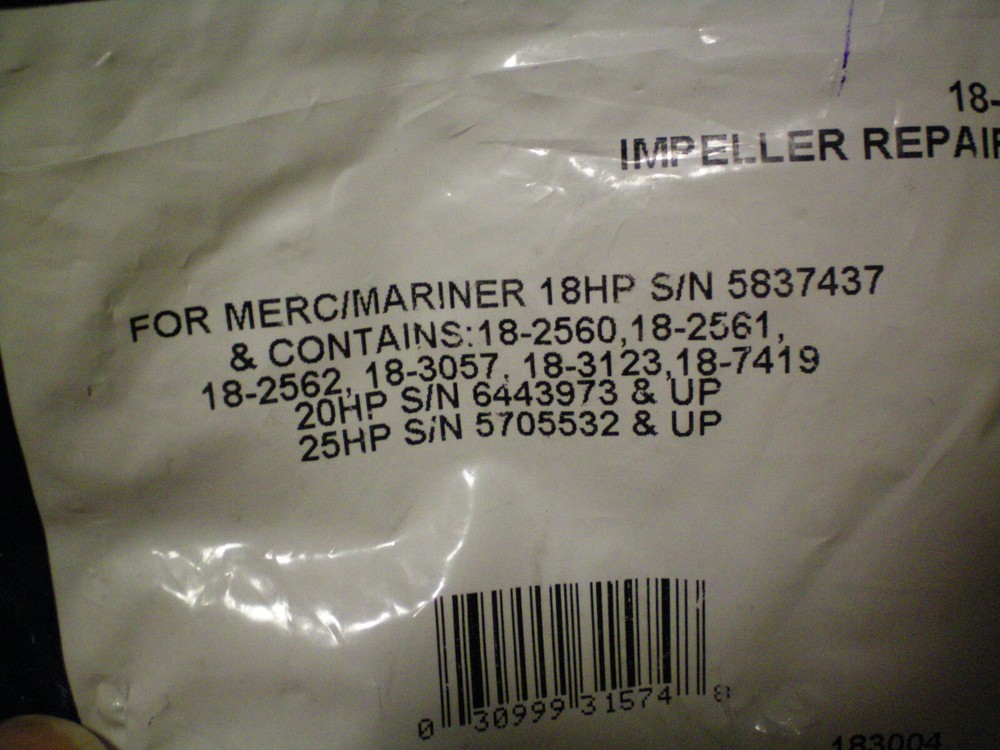 18-
IMPELLER REPAIR
FOR MERC/MARINER 18HP S/N 5837437
& CONTAINS:18-2560,18-2561,
18-2562, 18-3057, 18-3123,18-7419
20HP S/N 6443973 & UP
25HP S/N 5705532 & UP
0 30999 31574 8
183004